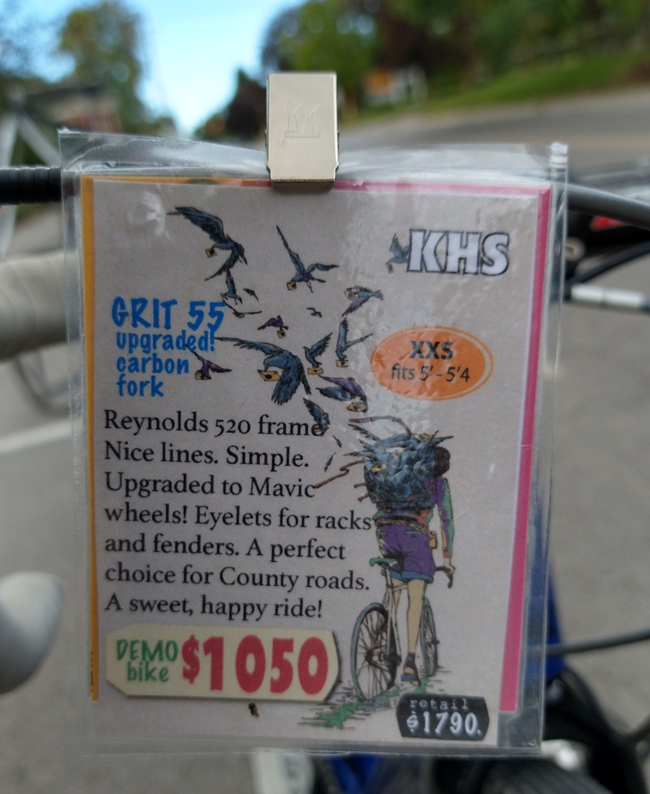 KHS
GRIT 55
upgraded!
carbon
fork
XXS
fits 5'-5'4
Reynolds 520 frame
Nice lines. Simple.
Upgraded to Mavic
wheels! Eyelets for racks
and fenders. A perfect
choice for County roads.
A sweet, happy ride!
DEMO
bike
$1050
retail
$1790.